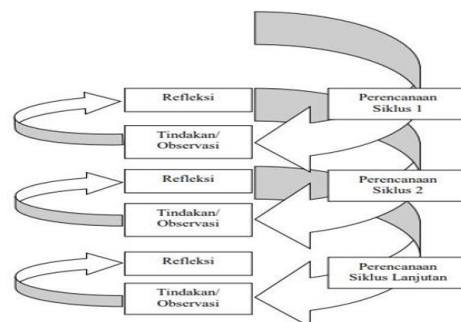 Refleksi
Perencanaan
Siklus 1
Tindakan/
Observasi
Refleksi
Perencanaan
Siklus 2
Tindakan/
Observasi
Refleksi
Perencanaan
Siklus Lanjutan
Tindakan/
Observasi